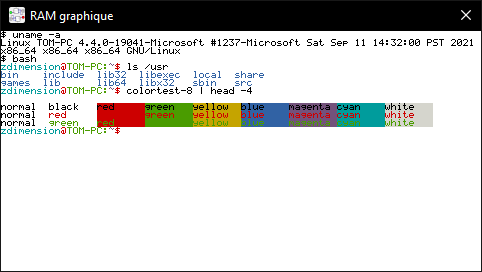 RAM graphique
$ uname -a
Linux TOM-PC 4.4.0-19041-Microsoft #1237-Microsoft Sat Sep 11 14:32:00 PST 2021
x86_64 x86_64 x86_64 GNU/Linux
$ bash
zdimension@TOM-PC:~$ ls /usr
bin include lib32 libexec local share
games lib lib64 libx32 sbin src
zdimension@TOM-PC:~$ colortest-8 | head -4
normal black red green yellow blue magenta cyan white
normal red green yellow blue magenta cyan white
normal green red yellow blue magenta cyan white
zdimension@TOM-PC:~$